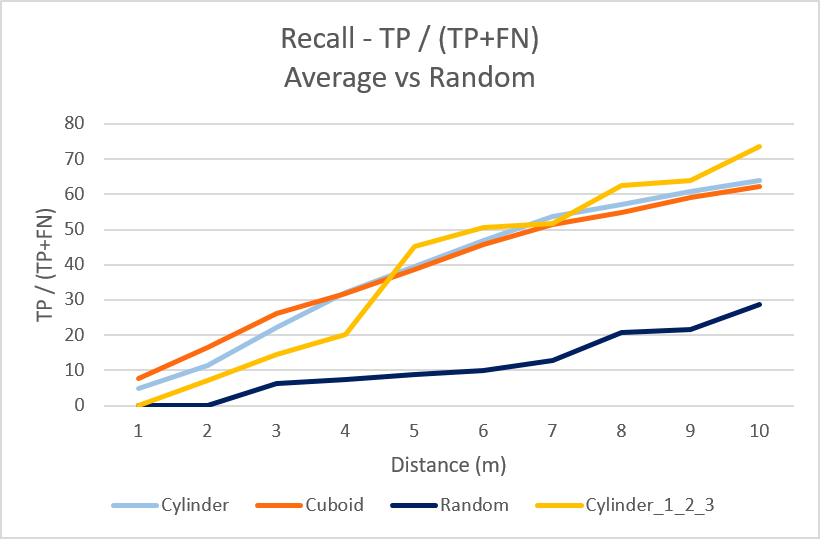 Recall - TP / (TP+FN)
Average vs Random
TP / (TP+FN)
80
70
60
50
40
30
20
10
0
1 2 3 4 5 6 7 8 9 10
Distance (m)
Cylinder Cuboid Random Cylinder_1_2_3